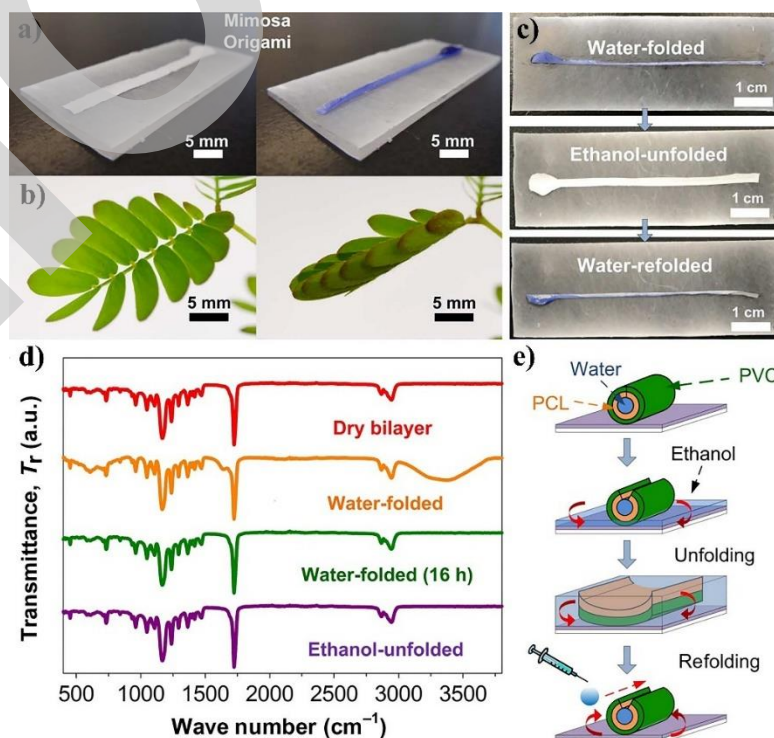 a)
Mimosa
Origami
5 mm
5 mm
b)
5 mm
5 mm
c)
Water-folded
1 cm
Ethanol-unfolded
1 cm
Water-refolded
1 cm
d)
Transmittance, Tr (a.u.)
Dry bilayer
Water-folded
Water-folded (16 h)
Ethanol-unfolded
500 1000 1500 2000 2500 3000 3500
Wave number (cm⁻¹)
e)
Water
PVC
PCL
Ethanol
Unfolding
Refolding